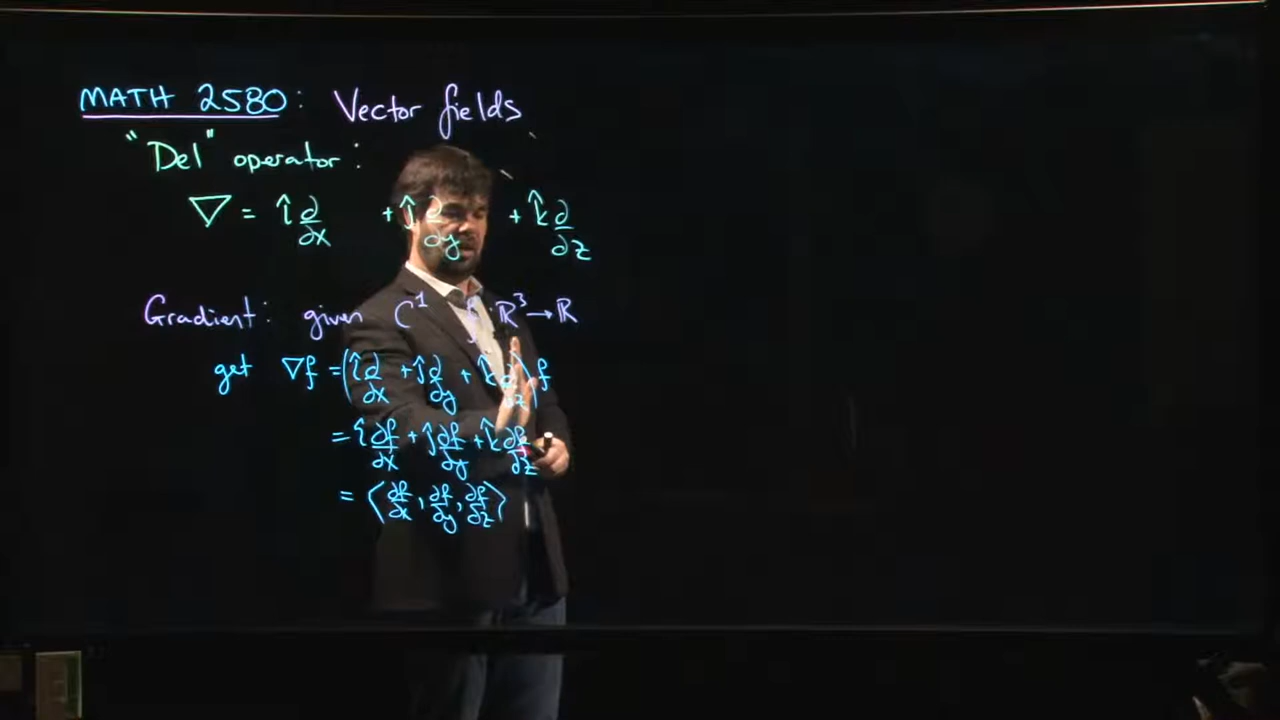 MATH 2580: Vector fields
"Del" operator:
∇ = î ∂/∂x + ĵ ∂/∂y + k̂ ∂/∂z
Gradient: given C¹ f: ℝ³→ℝ
get ∇f = (î ∂/∂x + ĵ ∂/∂y + k̂ ∂/∂z) f
= î ∂f/∂x + ĵ ∂f/∂y + k̂ ∂f/∂z
= ⟨∂f/∂x, ∂f/∂y, ∂f/∂z⟩